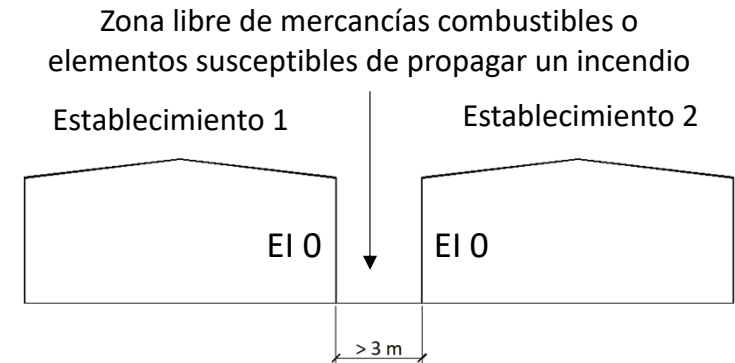 Zona libre de mercancías combustibles o
elementos susceptibles de propagar un incendio
Establecimiento 1
Establecimiento 2
EI 0
EI 0
> 3 m